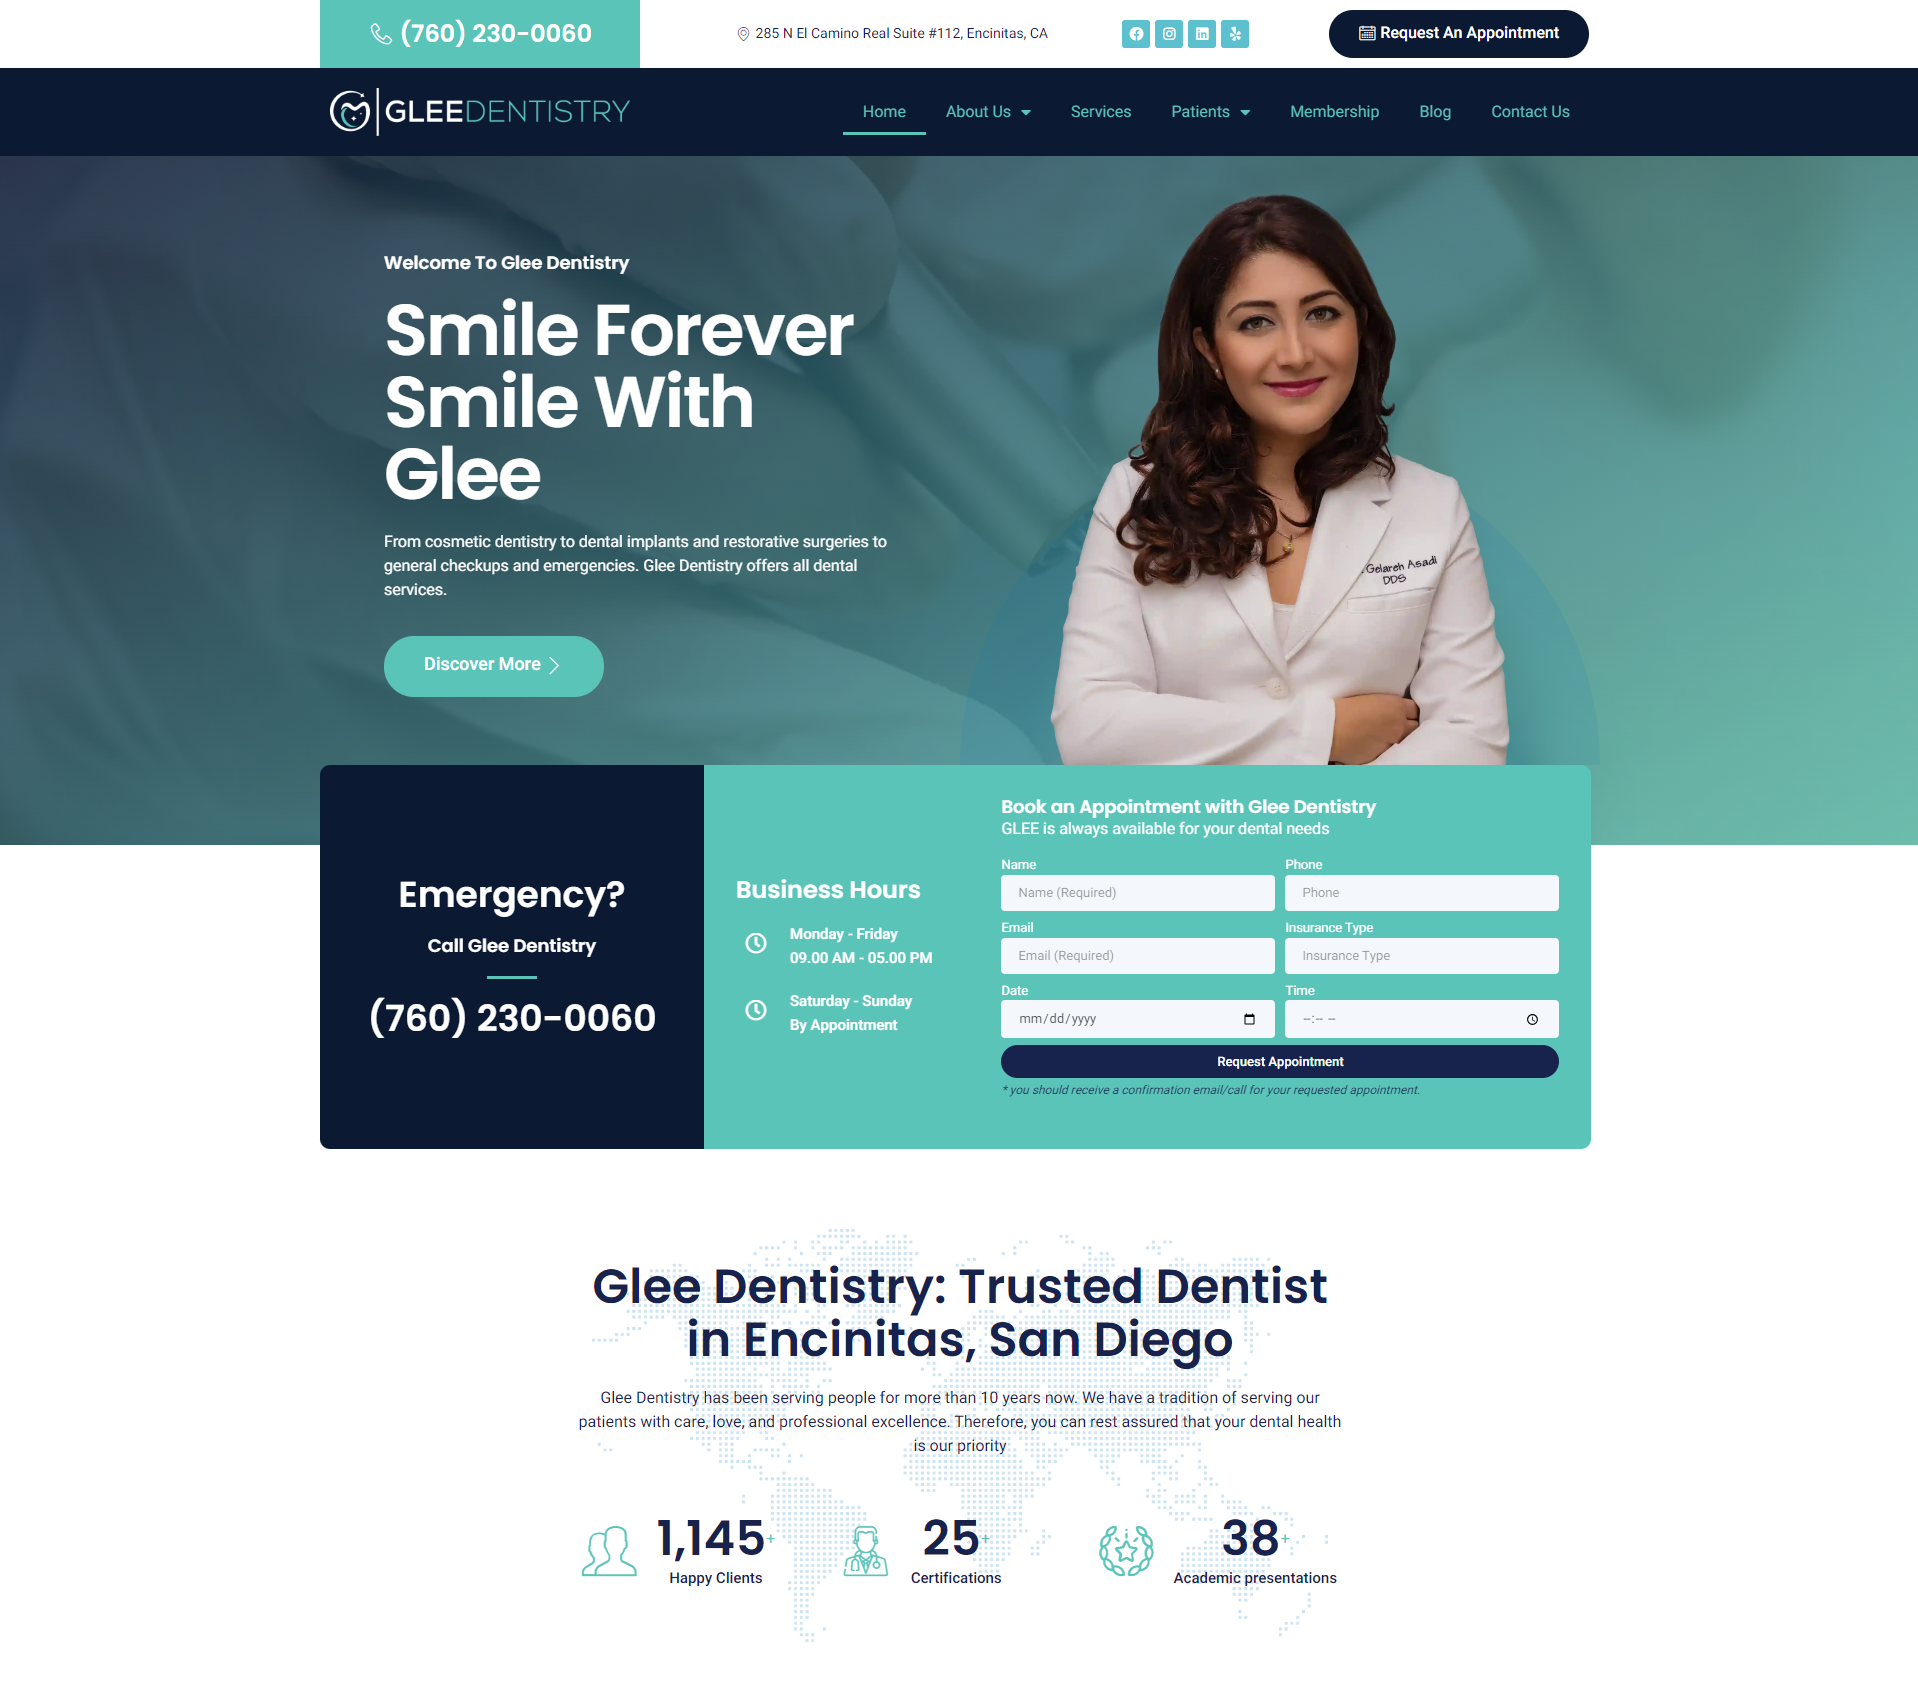 (760) 230-0060
285 N El Camino Real Suite #112, Encinitas, CA
Request An Appointment
GLEEDENTISTRY
Home
About Us
Services
Patients
Membership
Blog
Contact Us
Welcome To Glee Dentistry
Smile Forever
Smile With
Glee
From cosmetic dentistry to dental implants and restorative surgeries to
general checkups and emergencies. Glee Dentistry offers all dental
services.
Discover More
Gelareh Asadi
DDS
Emergency?
Call Glee Dentistry
(760) 230-0060
Business Hours
Monday - Friday
09.00 AM - 05.00 PM
Saturday - Sunday
By Appointment
Book an Appointment with Glee Dentistry
GLEE is always available for your dental needs
Name
Phone
Name (Required)
Phone
Email
Insurance Type
Email (Required)
Insurance Type
Date
Time
mm/dd/yyyy
--:-- --
Request Appointment
* you should receive a confirmation email/call for your requested appointment.
Glee Dentistry: Trusted Dentist
in Encinitas, San Diego
Glee Dentistry has been serving people for more than 10 years now. We have a tradition of serving our
patients with care, love, and professional excellence. Therefore, you can rest assured that your dental health
is our priority
1,145+
Happy Clients
25+
Certifications
38+
Academic presentations